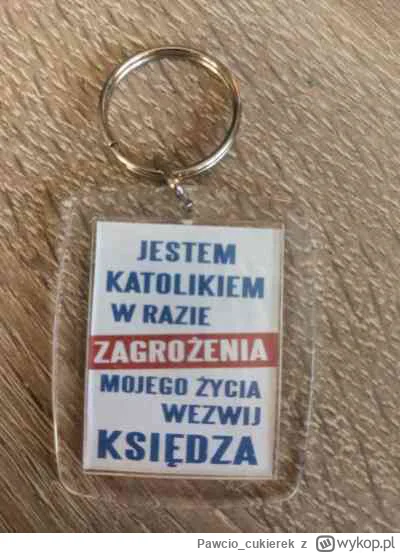 JESTEM
KATOLIKIEM
W RAZIE
ZAGROŻENIA
MOJEGO ŻYCIA
WEZWIJ
KSIĘDZA
Pawcio_cukierek z wykop.pl